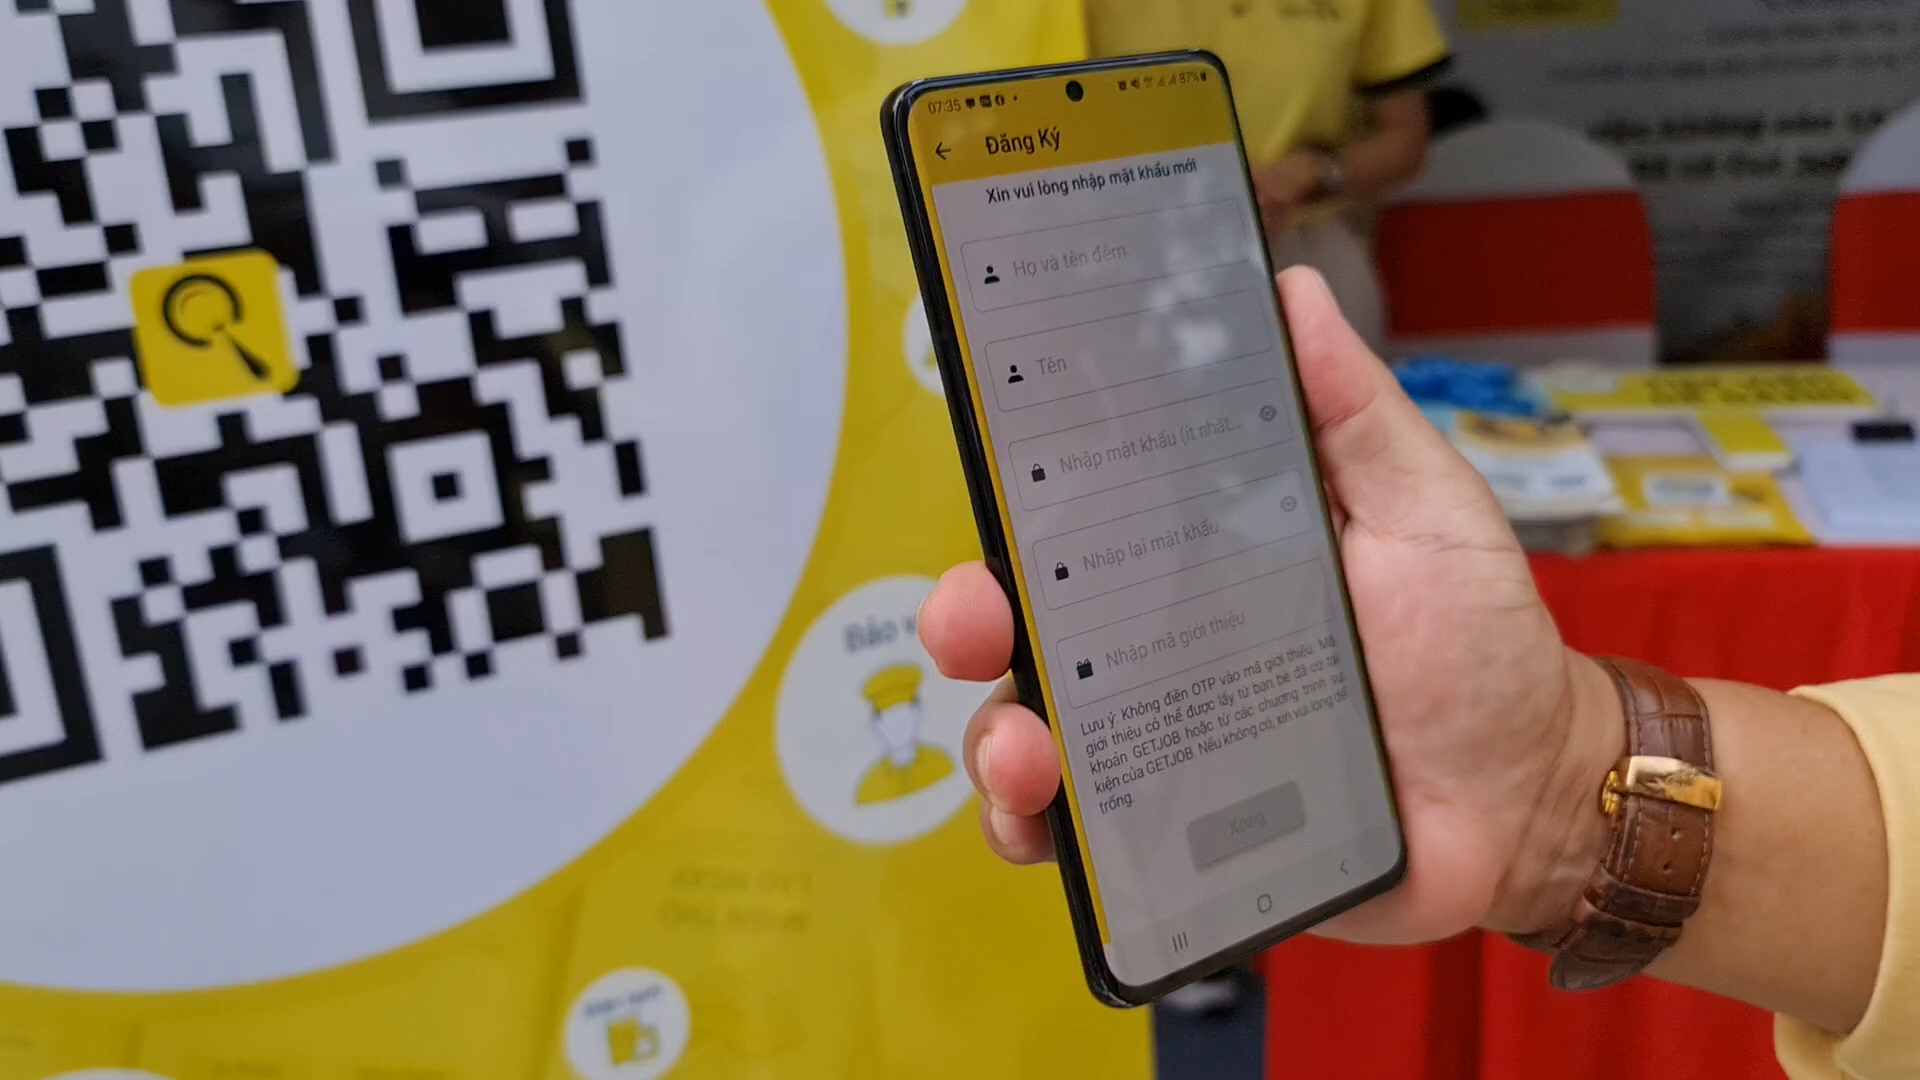 07:35
87%
Đăng Ký
Xin vui lòng nhập mật khẩu mới
Họ và tên đệm
Tên
Nhập mật khẩu (ít nhất...
Nhập lại mật khẩu
Nhập mã giới thiệu
Lưu ý: Không điền OTP vào mã giới thiệu. Mã
giới thiệu có thể được lấy từ bạn bè đã có tài
khoản GETJOB hoặc từ các chương trình sự
kiện của GETJOB. Nếu không có, xin vui lòng để
trống.
Xong
Bảo v